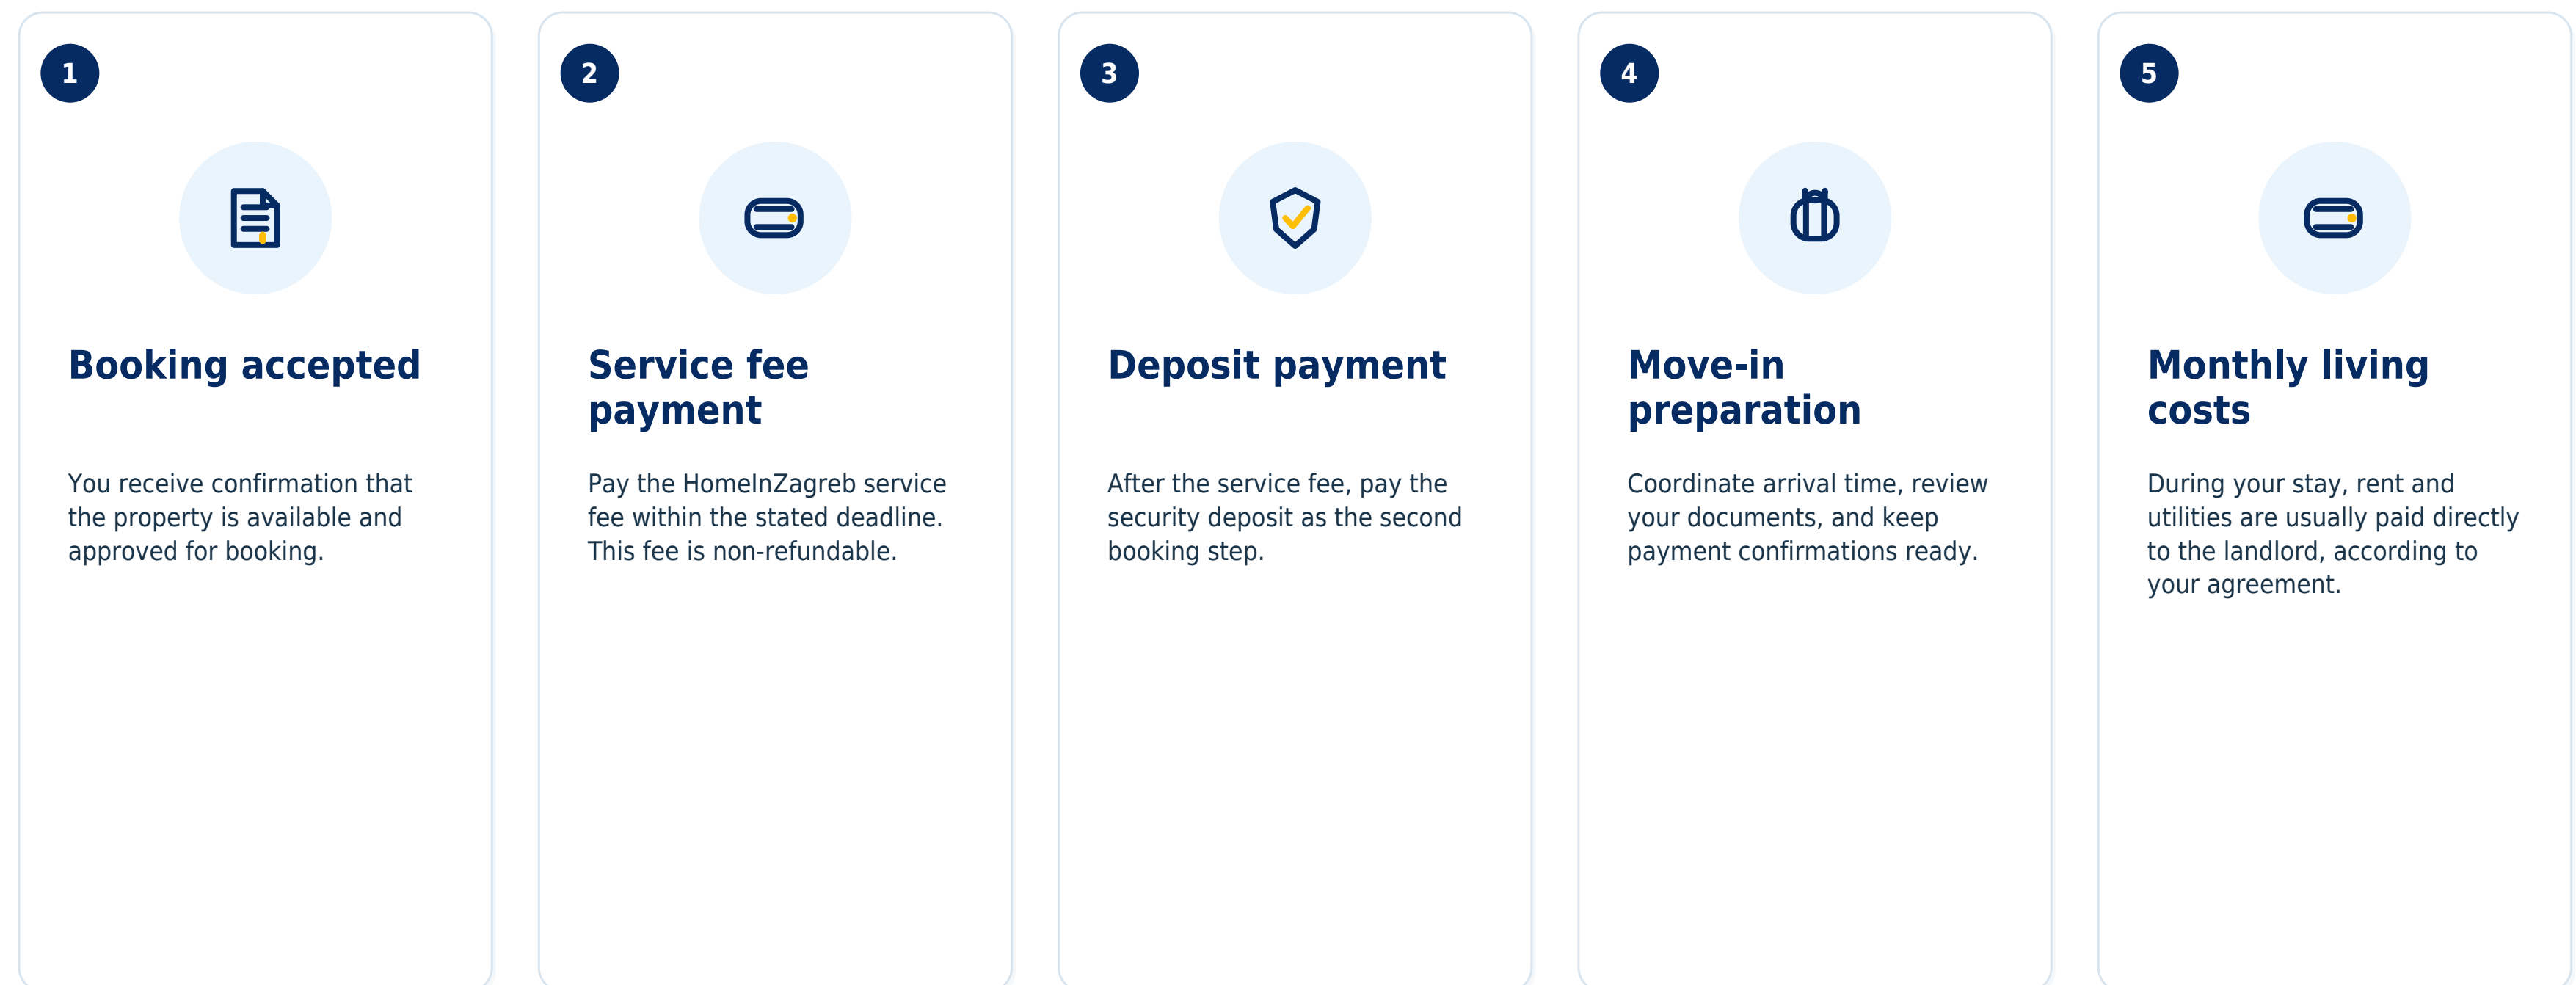 1
Booking accepted
You receive confirmation that
the property is available and
approved for booking.
2
Service fee
payment
Pay the HomeInZagreb service
fee within the stated deadline.
This fee is non-refundable.
3
Deposit payment
After the service fee, pay the
security deposit as the second
booking step.
4
Move-in
preparation
Coordinate arrival time, review
your documents, and keep
payment confirmations ready.
5
Monthly living
costs
During your stay, rent and
utilities are usually paid directly
to the landlord, according to
your agreement.